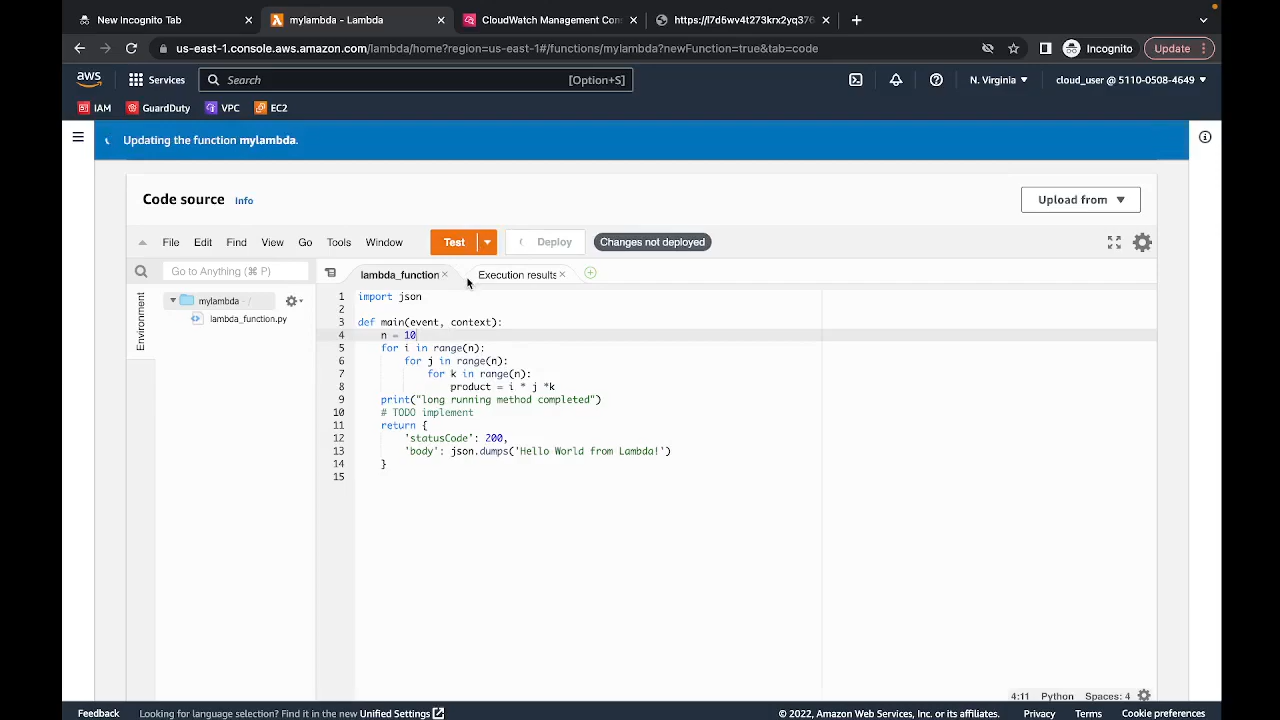 New Incognito Tab
mylambda - Lambda
CloudWatch Management Con
https://l7d5wv4t273krx2yq376
us-east-1.console.aws.amazon.com/lambda/home?region=us-east-1#/functions/mylambda?newFunction=true&tab=code
Incognito
Update
aws
Services
Search
[Option+S]
N. Virginia
cloud_user @ 5110-0508-4649
IAM
GuardDuty
VPC
EC2
Updating the function mylambda.
Code source Info
Upload from
File Edit Find View Go Tools Window
Test
Deploy
Changes not deployed
Go to Anything (⌘ P)
lambda_function
Execution results
Environment
mylambda - /
lambda_function.py
1 import json
2
3 def main(event, context):
4 n = 10
5 for i in range(n):
6 for j in range(n):
7 for k in range(n):
8 product = i * j *k
9 print("long running method completed")
10 # TODO implement
11 return {
12 'statusCode': 200,
13 'body': json.dumps('Hello World from Lambda!')
14 }
15
4:11 Python Spaces: 4
Feedback
Looking for language selection? Find it in the new Unified Settings
© 2022, Amazon Web Services, Inc. or its affiliates.
Privacy
Terms
Cookie preferences